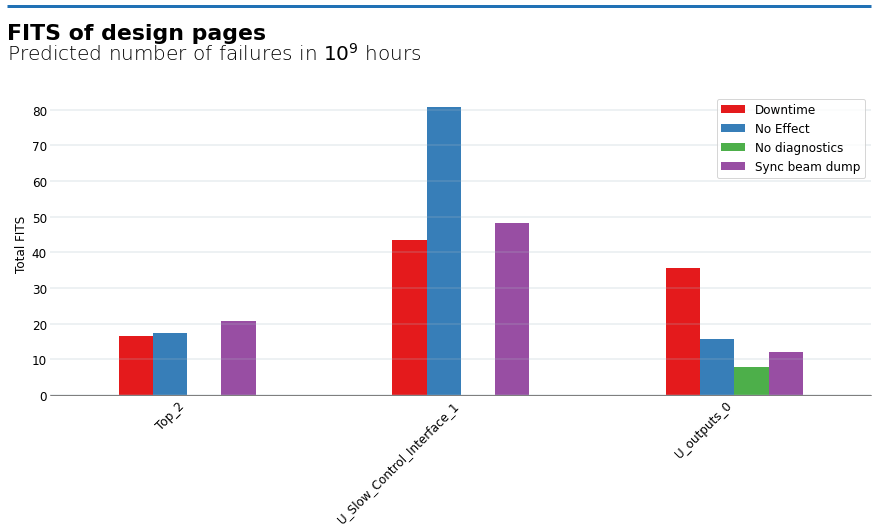 FITS of design pages
Predicted number of failures in 10⁹ hours
80
70
60
50
40
30
20
10
0
Total FITS
Downtime
No Effect
No diagnostics
Sync beam dump
Top_2
U_Slow_Control_Interface_1
U_outputs_0